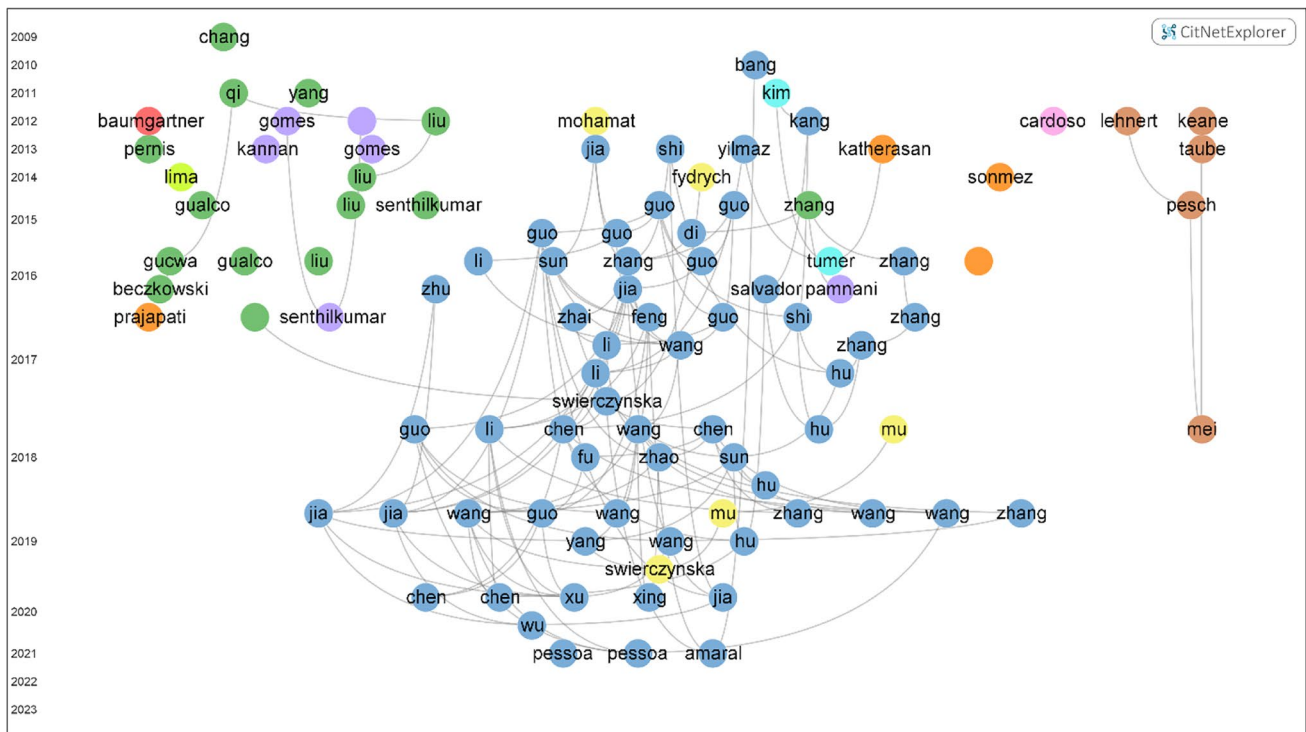 CitNetExplorer
2009
chang
2010
bang
2011
qi yang kim
2012
baumgartner gomes liu mohamat kang cardoso lehnert keane
2013
pernis kannan gomes jia shi yilmaz katherasan taube
2014
lima liu fydrych sonmez
gualco liu senthilkumar guo guo zhang pesch
2015
guo guo di
gucwa gualco liu li sun zhang guo tumer zhang
2016
beczkowski zhu jia salvador pamnani
prajapati senthilkumar zhai feng guo shi zhang
li wang zhang
2017
li hu
swierczynska
guo li chen wang chen hu mu mei
2018
fu zhao sun
hu
jia jia wang guo wang mu zhang wang wang zhang
2019
yang wang hu
swierczynska
chen chen xu xing jia
2020
wu
2021
pessoa pessoa amaral
2022
2023